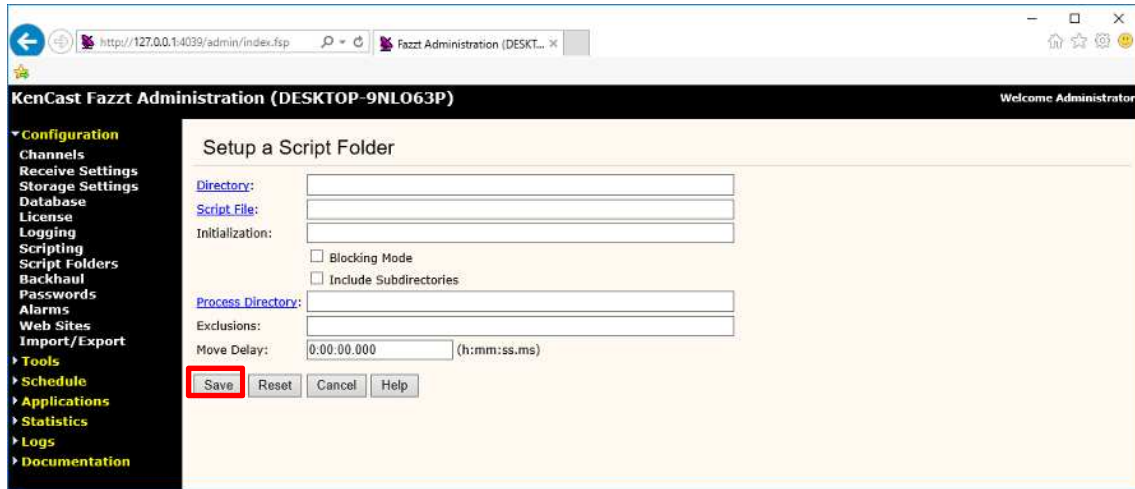 http://127.0.0.1:4039/admin/index.fsp
Fazzt Administration (DESKT...
KenCast Fazzt Administration (DESKTOP-9NLO63P)
Welcome Administrator
Configuration
Channels
Receive Settings
Storage Settings
Database
License
Logging
Scripting
Script Folders
Backhaul
Passwords
Alarms
Web Sites
Import/Export
Tools
Schedule
Applications
Statistics
Logs
Documentation
Setup a Script Folder
Directory:
Script File:
Initialization:
Blocking Mode
Include Subdirectories
Process Directory:
Exclusions:
Move Delay: 0:00:00.000 (h:mm:ss.ms)
Save Reset Cancel Help